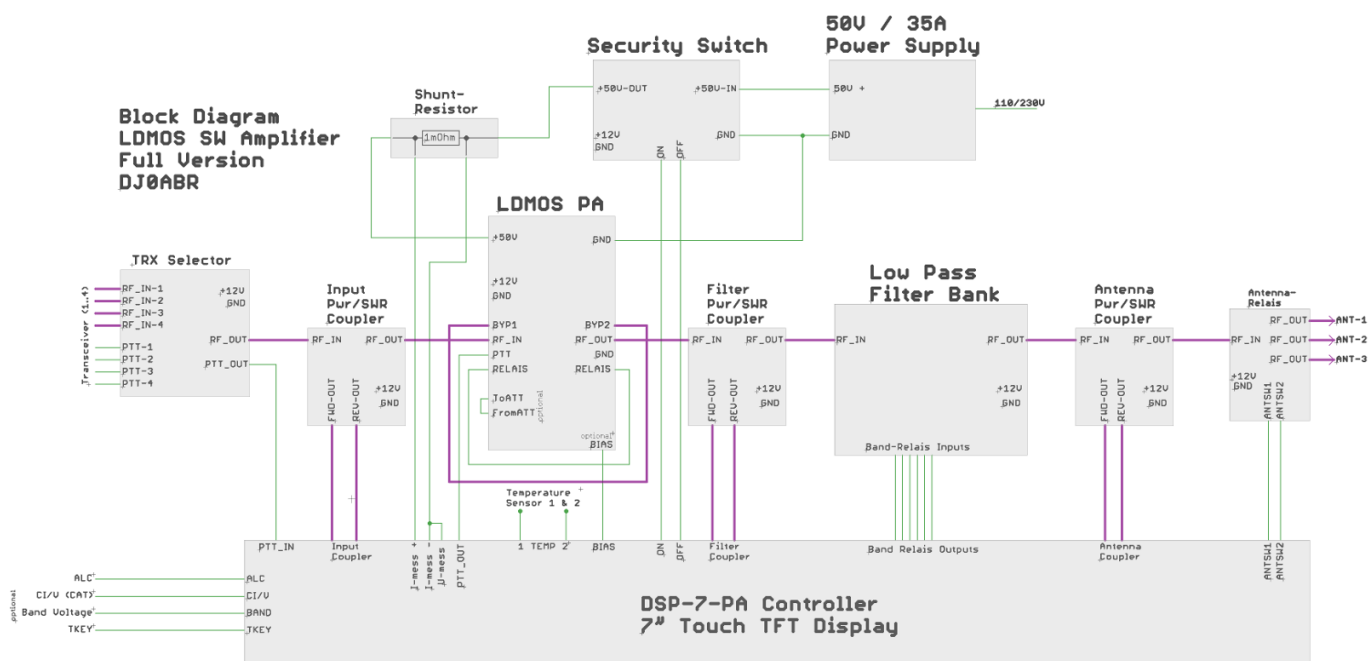 50V / 35A
Power Supply
Security Switch
Block Diagram
LDMOS SW Amplifier
Full Version
DJ0ABR
Shunt-
Resistor
1mOhm
+50V-OUT
+50V-IN
50V +
110/230V
+12V
GND
GND
GND
ON
OFF
LDMOS PA
+50V
GND
+12V
GND
BYP1
BYP2
RF_IN
RF_OUT
PTT
GND
RELAIS
RELAIS
ToATT
FromATT
optional
optional
BIAS
TRX Selector
Transceiver (1..4)
RF_IN-1
RF_IN-2
RF_IN-3
RF_IN-4
+12V
GND
RF_OUT
PTT-1
PTT-2
PTT-3
PTT-4
PTT_OUT
Input
Pwr/SWR
Coupler
RF_IN
RF_OUT
+12V
GND
FWD-OUT
REV-OUT
Filter
Pwr/SWR
Coupler
RF_IN
RF_OUT
+12V
GND
FWD-OUT
REV-OUT
Low Pass
Filter Bank
RF_IN
RF_OUT
+12V
GND
Band-Relais Inputs
Antenna
Pwr/SWR
Coupler
RF_IN
RF_OUT
+12V
GND
FWD-OUT
REV-OUT
Antenna-
Relais
RF_OUT
ANT-1
RF_IN
RF_OUT
ANT-2
RF_OUT
ANT-3
+12V
GND
ANTSW1
ANTSW2
Temperature
Sensor 1 & 2
PTT_IN
Input
Coupler
I-mess +
I-mess -
U-mess
PTT_OUT
1 TEMP 2
BIAS
ON
OFF
Filter
Coupler
Band Relais Outputs
Antenna
Coupler
ANTSW1
ANTSW2
optional
ALC
ALC
CI/V (CAT)
CI/V
Band Voltage
BAND
TKEY
TKEY
DSP-7-PA Controller
7" Touch TFT Display